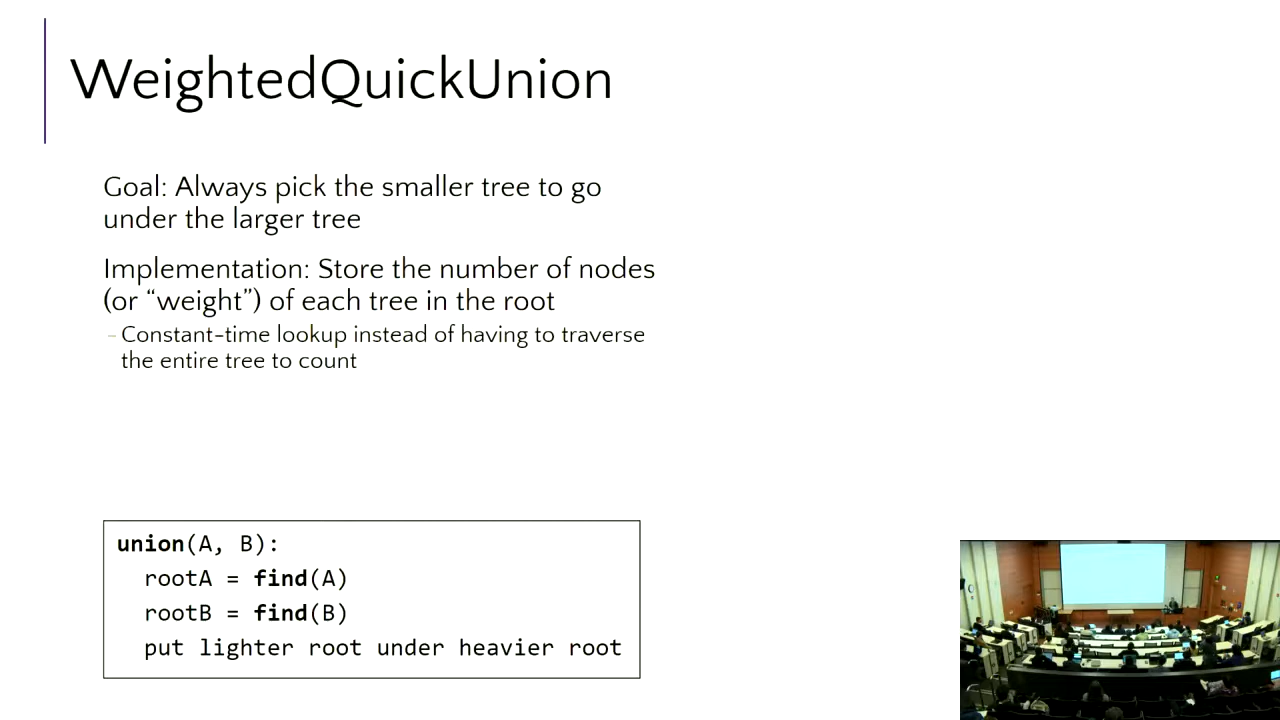 WeightedQuickUnion
Goal: Always pick the smaller tree to go
under the larger tree
Implementation: Store the number of nodes
(or “weight”) of each tree in the root
– Constant-time lookup instead of having to traverse
the entire tree to count
union(A, B):
rootA = find(A)
rootB = find(B)
put lighter root under heavier root